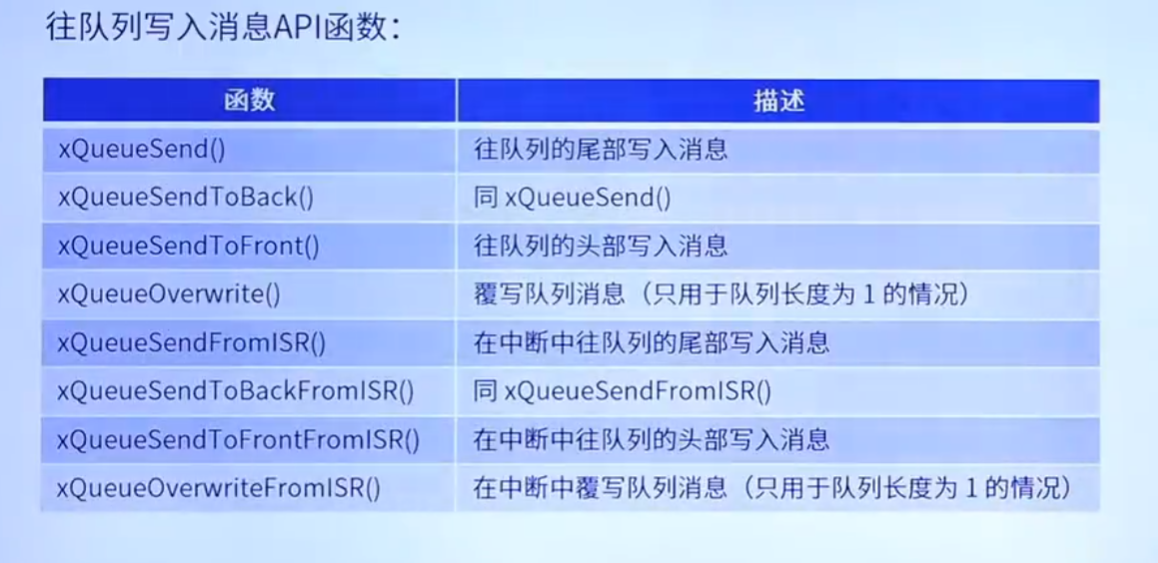 往队列写入消息API函数：
函数 描述
xQueueSend() 往队列的尾部写入消息
xQueueSendToBack() 同 xQueueSend()
xQueueSendToFront() 往队列的头部写入消息
xQueueOverwrite() 覆写队列消息（只用于队列长度为 1 的情况）
xQueueSendFromISR() 在中断中往队列的尾部写入消息
xQueueSendToBackFromISR() 同 xQueueSendFromISR()
xQueueSendToFrontFromISR() 在中断中往队列的头部写入消息
xQueueOverwriteFromISR() 在中断中覆写队列消息（只用于队列长度为 1 的情况）